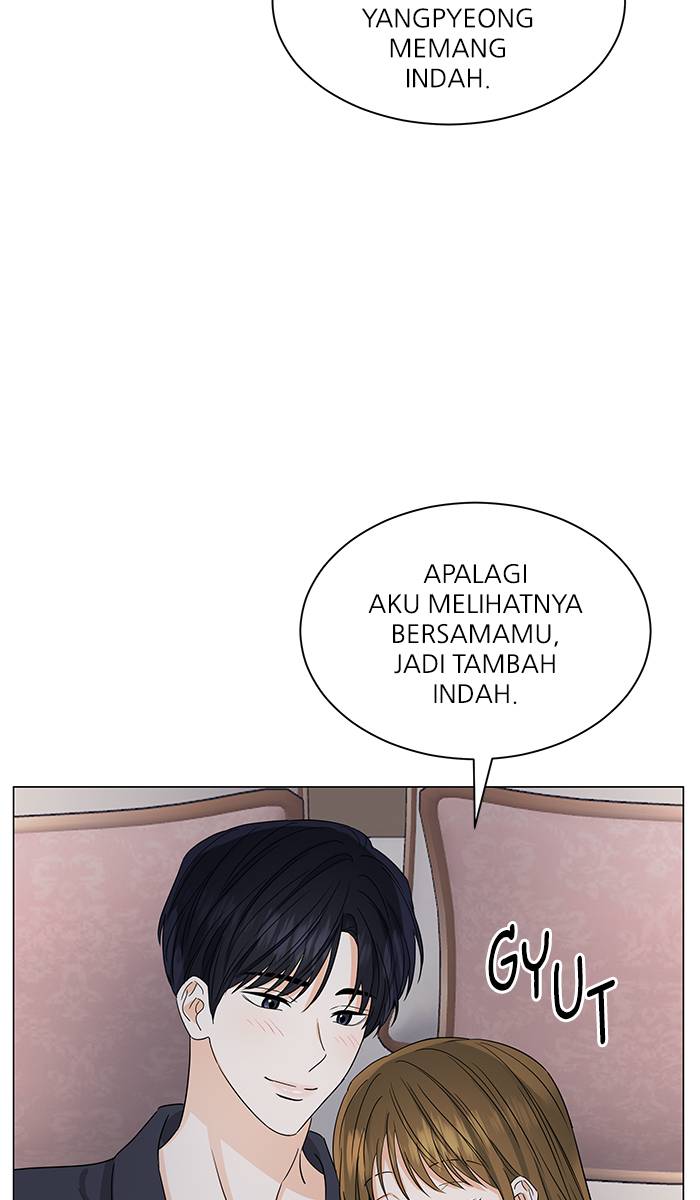 YANGPYEONG
MEMANG
INDAH.
APALAGI
AKU MELIHATNYA
BERSAMAMU,
JADI TAMBAH
INDAH.
GYUT